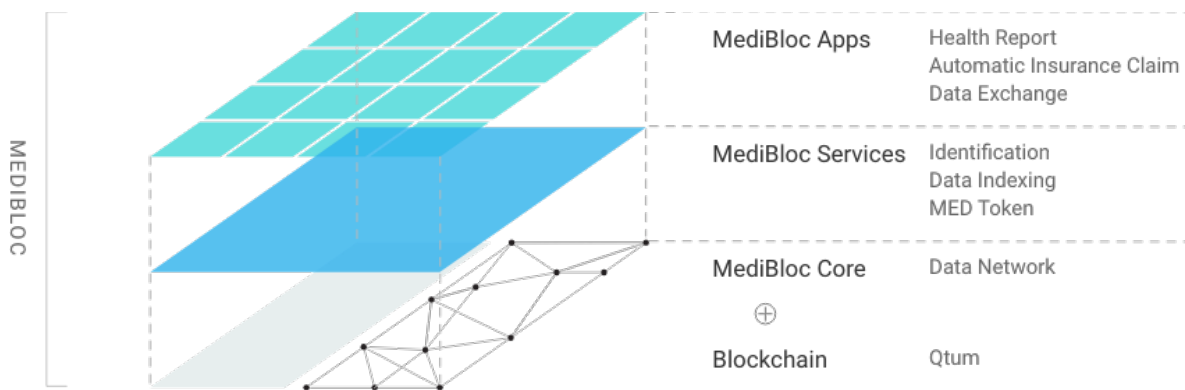 MEDIBLOC
MediBloc Apps
Health Report
Automatic Insurance Claim
Data Exchange
MediBloc Services
Identification
Data Indexing
MED Token
MediBloc Core
Data Network
Blockchain
Qtum